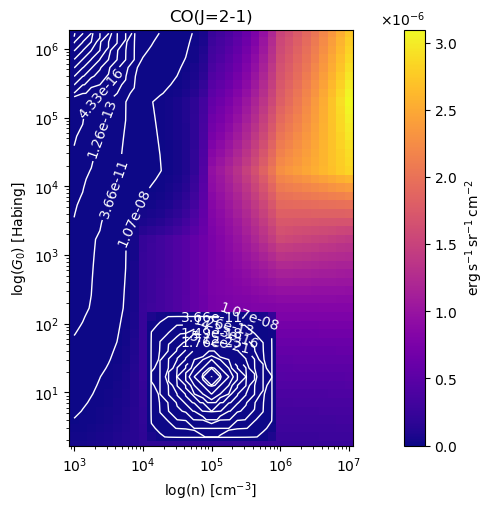 CO(J=2-1)
×10⁻⁶
10⁶
10⁵
10⁴
10³
10²
10¹
log(G₀) [Habing]
4.33e-16
1.26e-13
3.66e-11
1.07e-08
1.07e-08
3.66e-11
10³
10⁴
10⁵
10⁶
10⁷
log(n) [cm⁻³]
3.0
2.5
2.0
1.5
1.0
0.5
0.0
erg s⁻¹ sr⁻¹ cm⁻²